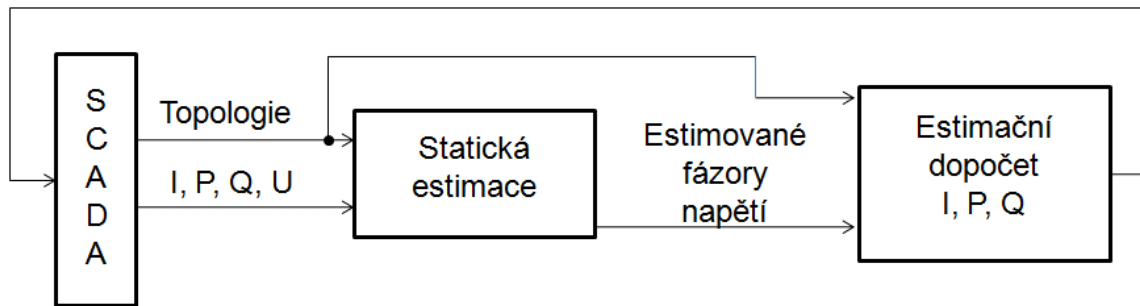 S
C
A
D
A
Topologie
I, P, Q, U
Statická
estimace
Estimované
fázory
napětí
Estimační
dopočet
I, P, Q